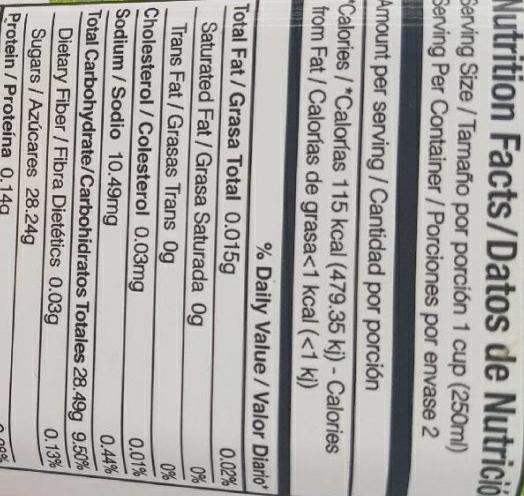 Nutrition Facts/Datos de Nutrició
Serving Size / Tamaño por porción 1 cup (250ml)
Serving Per Container / Porciones por envase 2
Amount per serving / Cantidad por porción
*Calories / *Calorías 115 kcal (479.35 kj) - Calories
from Fat / Calorías de grasa<1 kcal (<1 kj)
% Daily Value / Valor Diario*
Total Fat / Grasa Total 0.015g 0.02%
Saturated Fat / Grasa Saturada 0g 0%
Trans Fat / Grasas Trans 0g 0%
Cholesterol / Colesterol 0.03mg 0.01%
Sodium / Sodio 10.49mg 0.44%
Total Carbohydrate/Carbohidratos Totales 28.49g 9.50%
Dietary Fiber / Fibra Dietétics 0.03g 0.13%
Sugars / Azúcares 28.24g
Protein / Proteína 0.14g